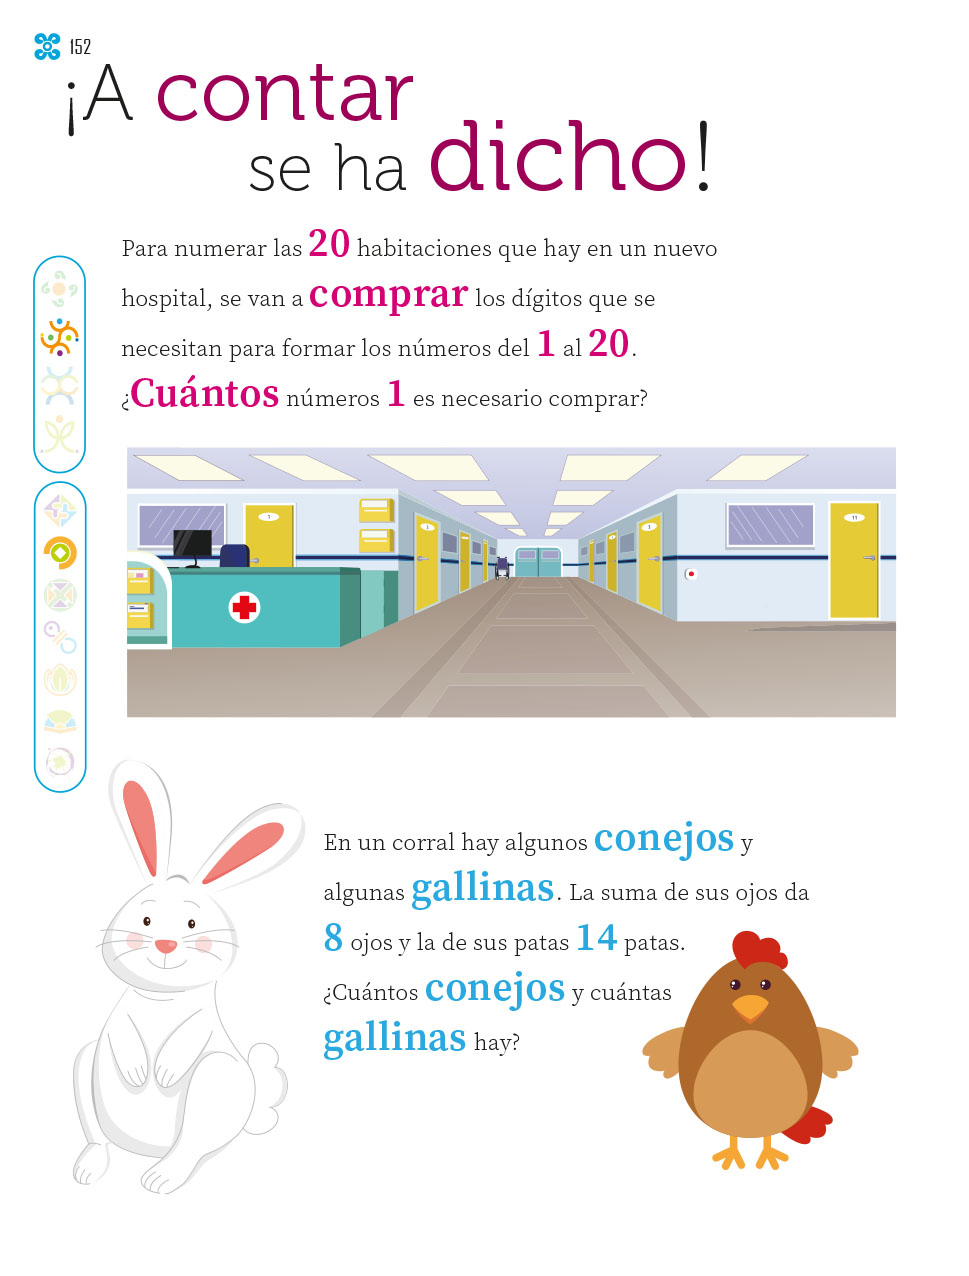 152
¡A contar
se ha dicho!
Para numerar las 20 habitaciones que hay en un nuevo
hospital, se van a comprar los dígitos que se
necesitan para formar los números del 1 al 20.
¿Cuántos números 1 es necesario comprar?
11
En un corral hay algunos conejos y
algunas gallinas. La suma de sus ojos da
8 ojos y la de sus patas 14 patas.
¿Cuántos conejos y cuántas
gallinas hay?